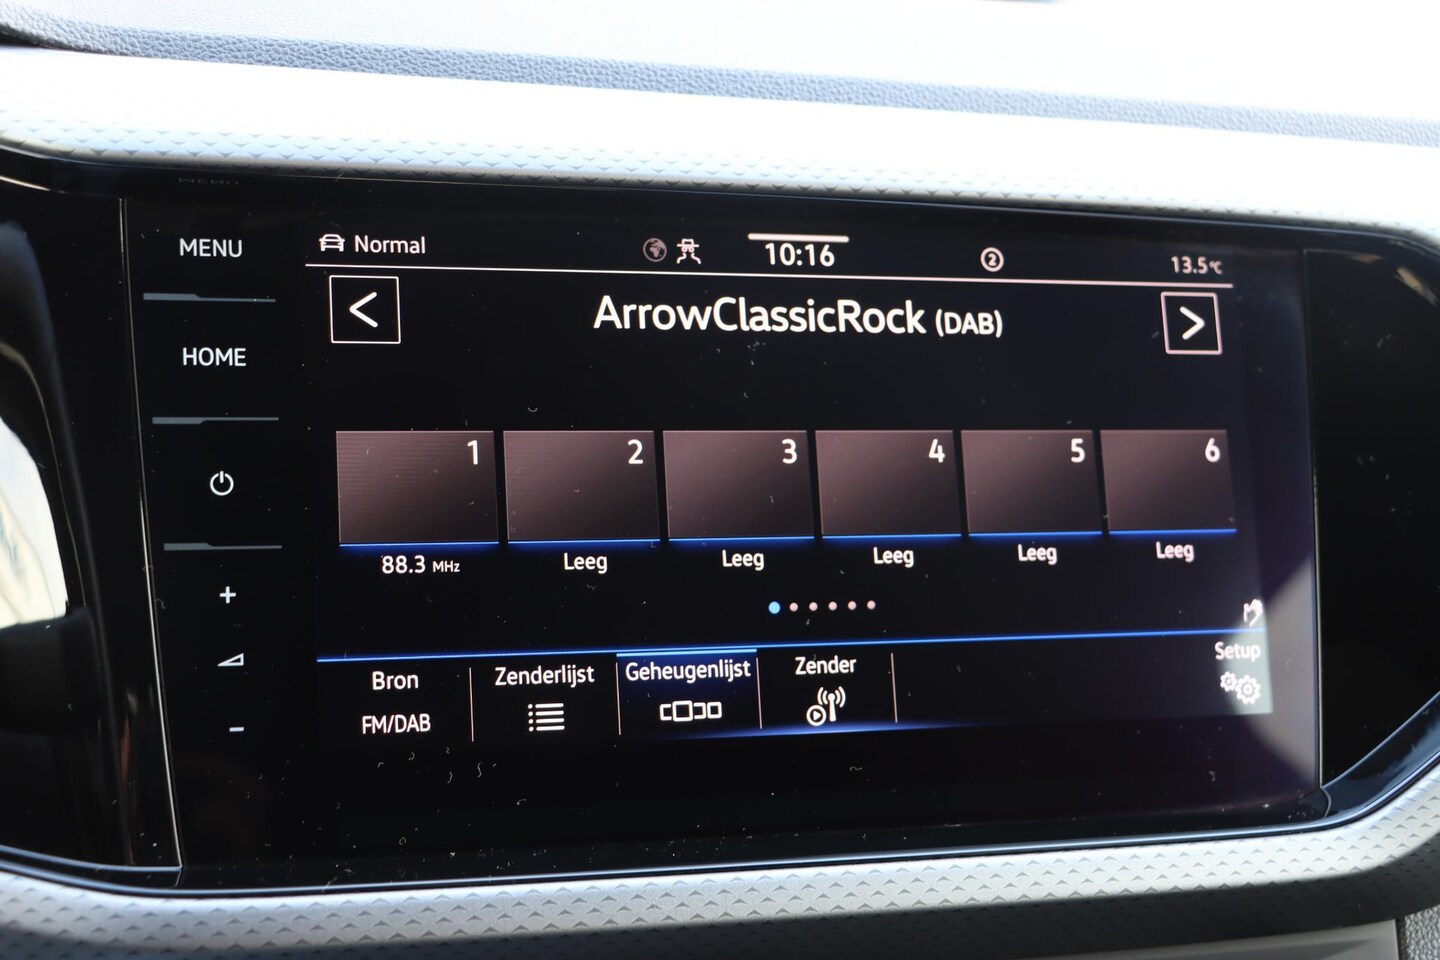 MENU
HOME
+
-
Normal
10:16
2
13.5°C
<
ArrowClassicRock (DAB)
>
1
2
3
4
5
6
88.3 MHz
Leeg
Leeg
Leeg
Leeg
Leeg
Bron
FM/DAB
Zenderlijst
Geheugenlijst
Zender
Setup